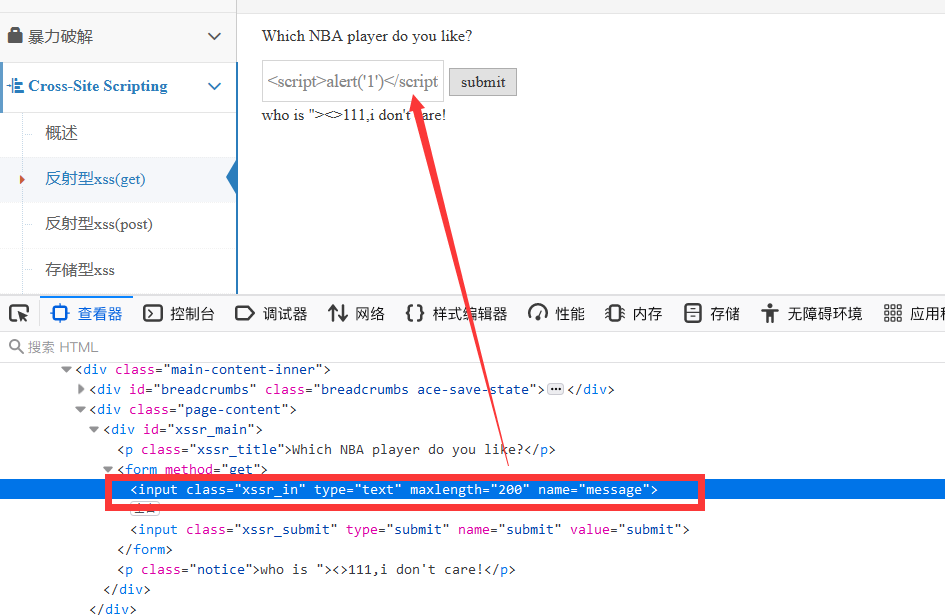 暴力破解
Cross-Site Scripting
概述
反射型xss(get)
反射型xss(post)
存储型xss
Which NBA player do you like?
<script>alert('1')</script
submit
who is "><>111,i don't care!
查看器 控制台 调试器 网络 样式编辑器 性能 内存 存储 无障碍环境 应用程
搜索 HTML
<div class="main-content-inner">
<div id="breadcrumbs" class="breadcrumbs ace-save-state">…</div>
<div class="page-content">
<div id="xssr_main">
<p class="xssr_title">Which NBA player do you like?</p>
<form method="get">
<input class="xssr_in" type="text" maxlength="200" name="message">
<input class="xssr_submit" type="submit" name="submit" value="submit">
</form>
<p class="notice">who is "><>111,i don't care!</p>
</div>
</div>